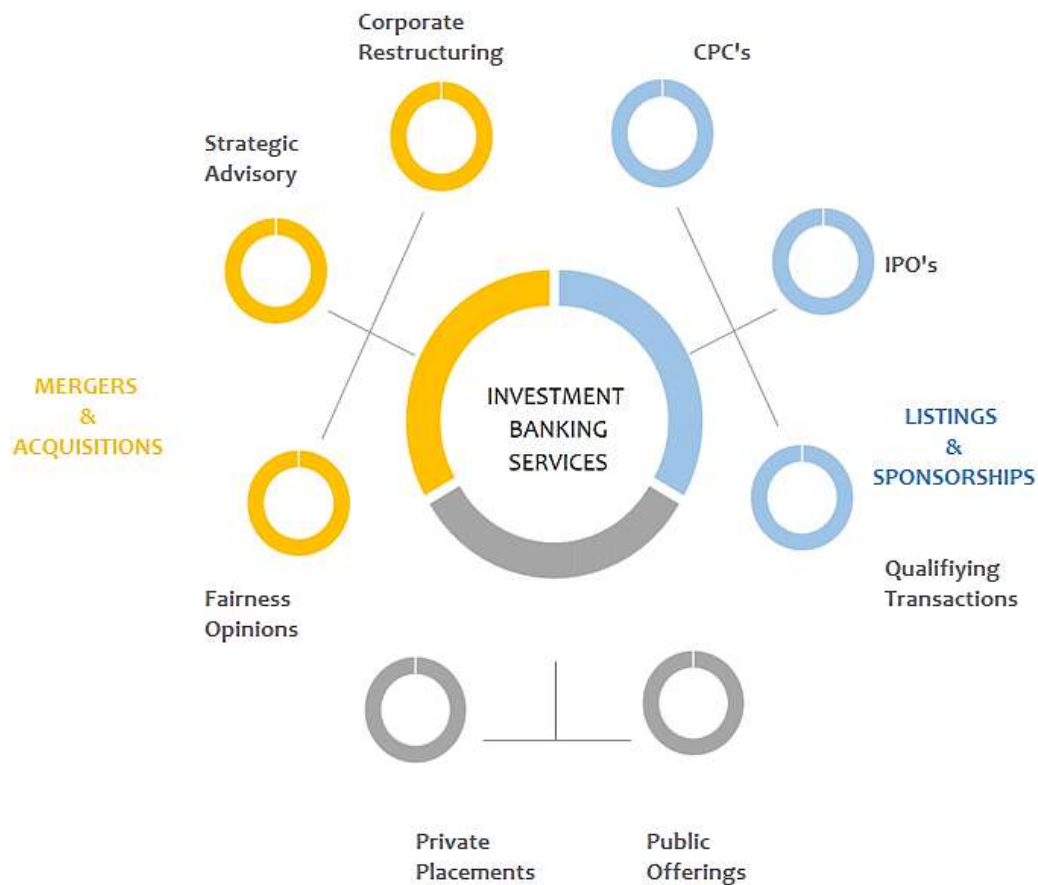 Corporate
Restructuring
CPC's
Strategic
Advisory
IPO's
MERGERS
&
ACQUISITIONS
INVESTMENT
BANKING
SERVICES
LISTINGS
&
SPONSORSHIPS
Fairness
Opinions
Qualifiying
Transactions
Private
Placements
Public
Offerings